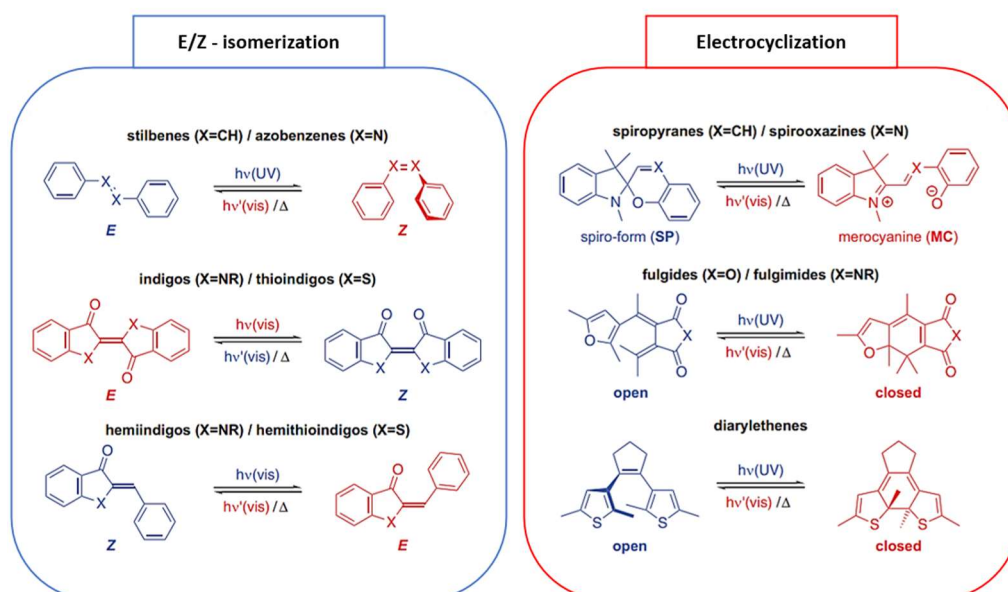 E/Z - isomerization
stilbenes (X=CH) / azobenzenes (X=N)
X
X
hν(UV)
hν'(vis) /Δ
X=X
E
Z
indigos (X=NR) / thioindigos (X=S)
O
X
X
O
hν(vis)
hν'(vis) /Δ
O
O
X
X
E
Z
hemiindigos (X=NR) / hemithioindigos (X=S)
O
X
hν(vis)
hν'(vis) /Δ
O
X
Z
E
Electrocyclization
spiropyranes (X=CH) / spirooxazines (X=N)
X
N
O
hν(UV)
hν'(vis) /Δ
X
N
⊕
⊖
O
spiro-form (SP)
merocyanine (MC)
fulgides (X=O) / fulgimides (X=NR)
O
O
X
O
hν(UV)
hν'(vis) /Δ
O
O
X
O
open
closed
diarylethenes
S
S
hν(UV)
hν'(vis) /Δ
S
S
open
closed